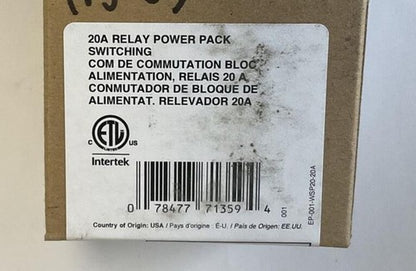 20A RELAY POWER PACK
SWITCHING
COM DE COMMUTATION BLOC
ALIMENTATION, RELAIS 20 A.
CONMUTADOR DE BLOQUE DE
ALIMENTAT. RELEVADOR 20A
ETL
C US
Intertek
0 78477 71359 4
001
EP-001-WSP20-20A
Country of Origin: USA / Pays d'origine : É-U. / País de Origen: EE.UU.